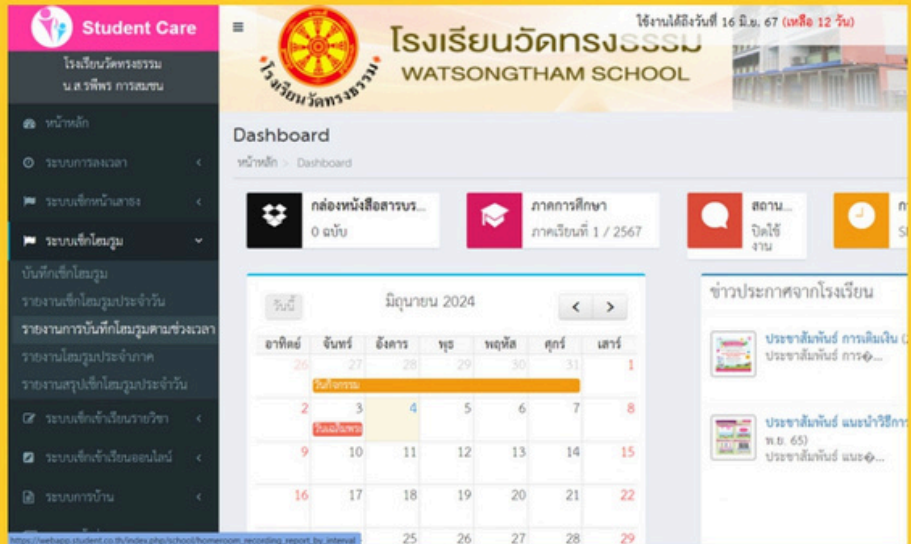 Student Care
โรงเรียนวัดทรงธรรม
น.ส.รพีพร การสมชน
หน้าหลัก
ระบบการลงเวลา
ระบบเช็กหน้าเสาธง
ระบบเช็กโฮมรูม
บันทึกเช็กโฮมรูม
รายงานเช็กโฮมรูมประจำวัน
รายงานการบันทึกโฮมรูมตามช่วงเวลา
รายงานโฮมรูมประจำภาค
รายงานสรุปเช็กโฮมรูมประจำวัน
ระบบเช็กเข้าเรียนรายวิชา
ระบบเช็กเข้าเรียนออนไลน์
ระบบการบ้าน
https://webapp.student.co.th/index.php/school/homeroom_recording_report_by_interval
ใช้งานได้ถึงวันที่ 16 มิ.ย. 67 (เหลือ 12 วัน)
โรงเรียนวัดทรงธรรม
โรงเรียนวัดทรงธรรม
WATSONGTHAM SCHOOL
Dashboard
หน้าหลัก > Dashboard
กล่องหนังสือสารบร...
0 ฉบับ
ภาคการศึกษา
ภาคเรียนที่ 1 / 2567
สถาน...
ปิดใช้
งาน
วันนี้
มิถุนายน 2024
อาทิตย์ จันทร์ อังคาร พุธ พฤหัส ศุกร์ เสาร์
26 27 28 29 30 31 1
วันกิจกรรม
2 3 4 5 6 7 8
วันเฉลิมพระ
9 10 11 12 13 14 15
16 17 18 19 20 21 22
25 26 27 28 29
ข่าวประกาศจากโรงเรียน
ประชาสัมพันธ์ การเติมเงิน (2
ประชาสัมพันธ์ การ�...
ประชาสัมพันธ์ แนะนำวิธีการ
พ.ย. 65)
ประชาสัมพันธ์ แนะ�...